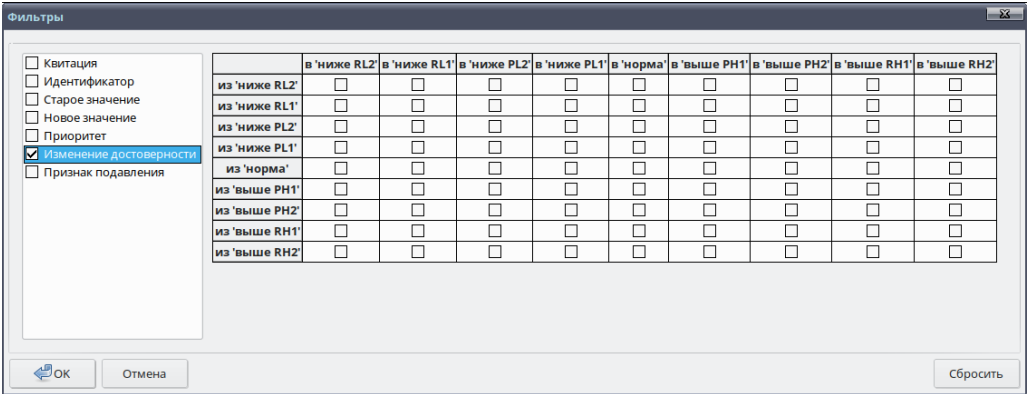 Фильтры
Квитация
Идентификатор
Старое значение
Новое значение
Приоритет
Изменение достоверности
Признак подавления
в 'ниже RL2' в 'ниже RL1' в 'ниже PL2' в 'ниже PL1' в 'норма' в 'выше PH1' в 'выше PH2' в 'выше RH1' в 'выше RH2'
из 'ниже RL2'
из 'ниже RL1'
из 'ниже PL2'
из 'ниже PL1'
из 'норма'
из 'выше PH1'
из 'выше PH2'
из 'выше RH1'
из 'выше RH2'
OK Отмена Сбросить